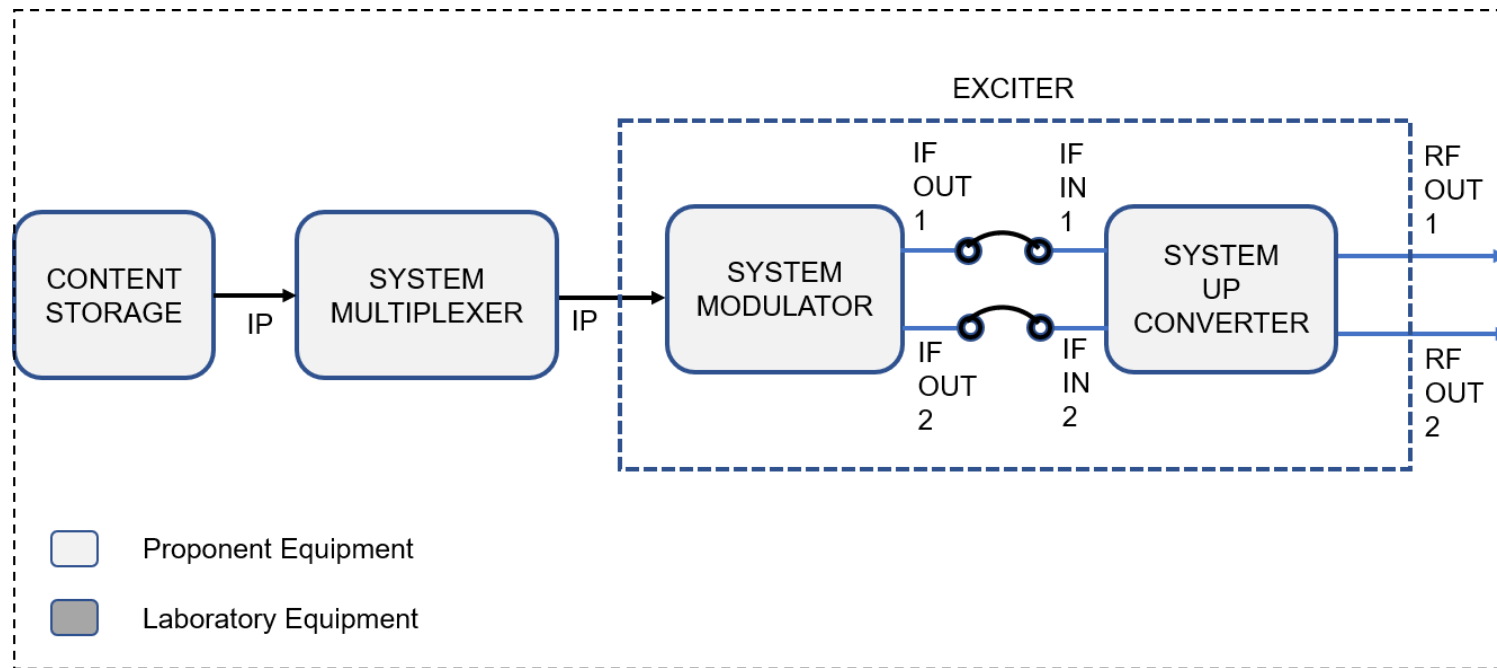 EXCITER
CONTENT
STORAGE
IP
SYSTEM
MULTIPLEXER
IP
SYSTEM
MODULATOR
IF
OUT
1
IF
IN
1
IF
OUT
2
IF
IN
2
SYSTEM
UP
CONVERTER
RF
OUT
1
RF
OUT
2
Proponent Equipment
Laboratory Equipment